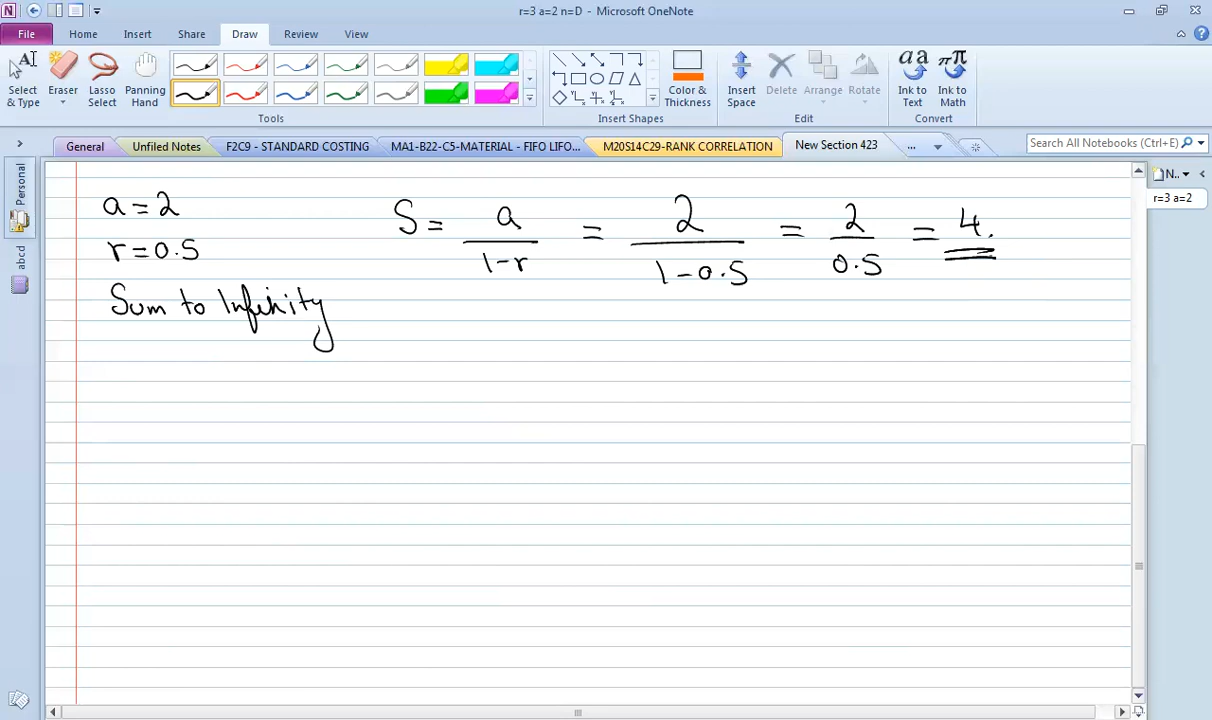 r=3 a=2 n=D - Microsoft OneNote
File Home Insert Share Draw Review View
Select & Type Eraser Lasso Select Panning Hand Color & Thickness Insert Space Delete Arrange Rotate Ink to Text Ink to Math
Tools Insert Shapes Edit Convert
General Unfiled Notes F2C9 - STANDARD COSTING MA1-B22-C5-MATERIAL - FIFO LIFO... M20S14C29-RANK CORRELATION New Section 423 ... Search All Notebooks (Ctrl+E)
Personal
abcd
N..
r=3 a=2
a = 2
r = 0.5
Sum to Infinity
S = a / 1-r = 2 / 1-0.5 = 2 / 0.5 = 4.